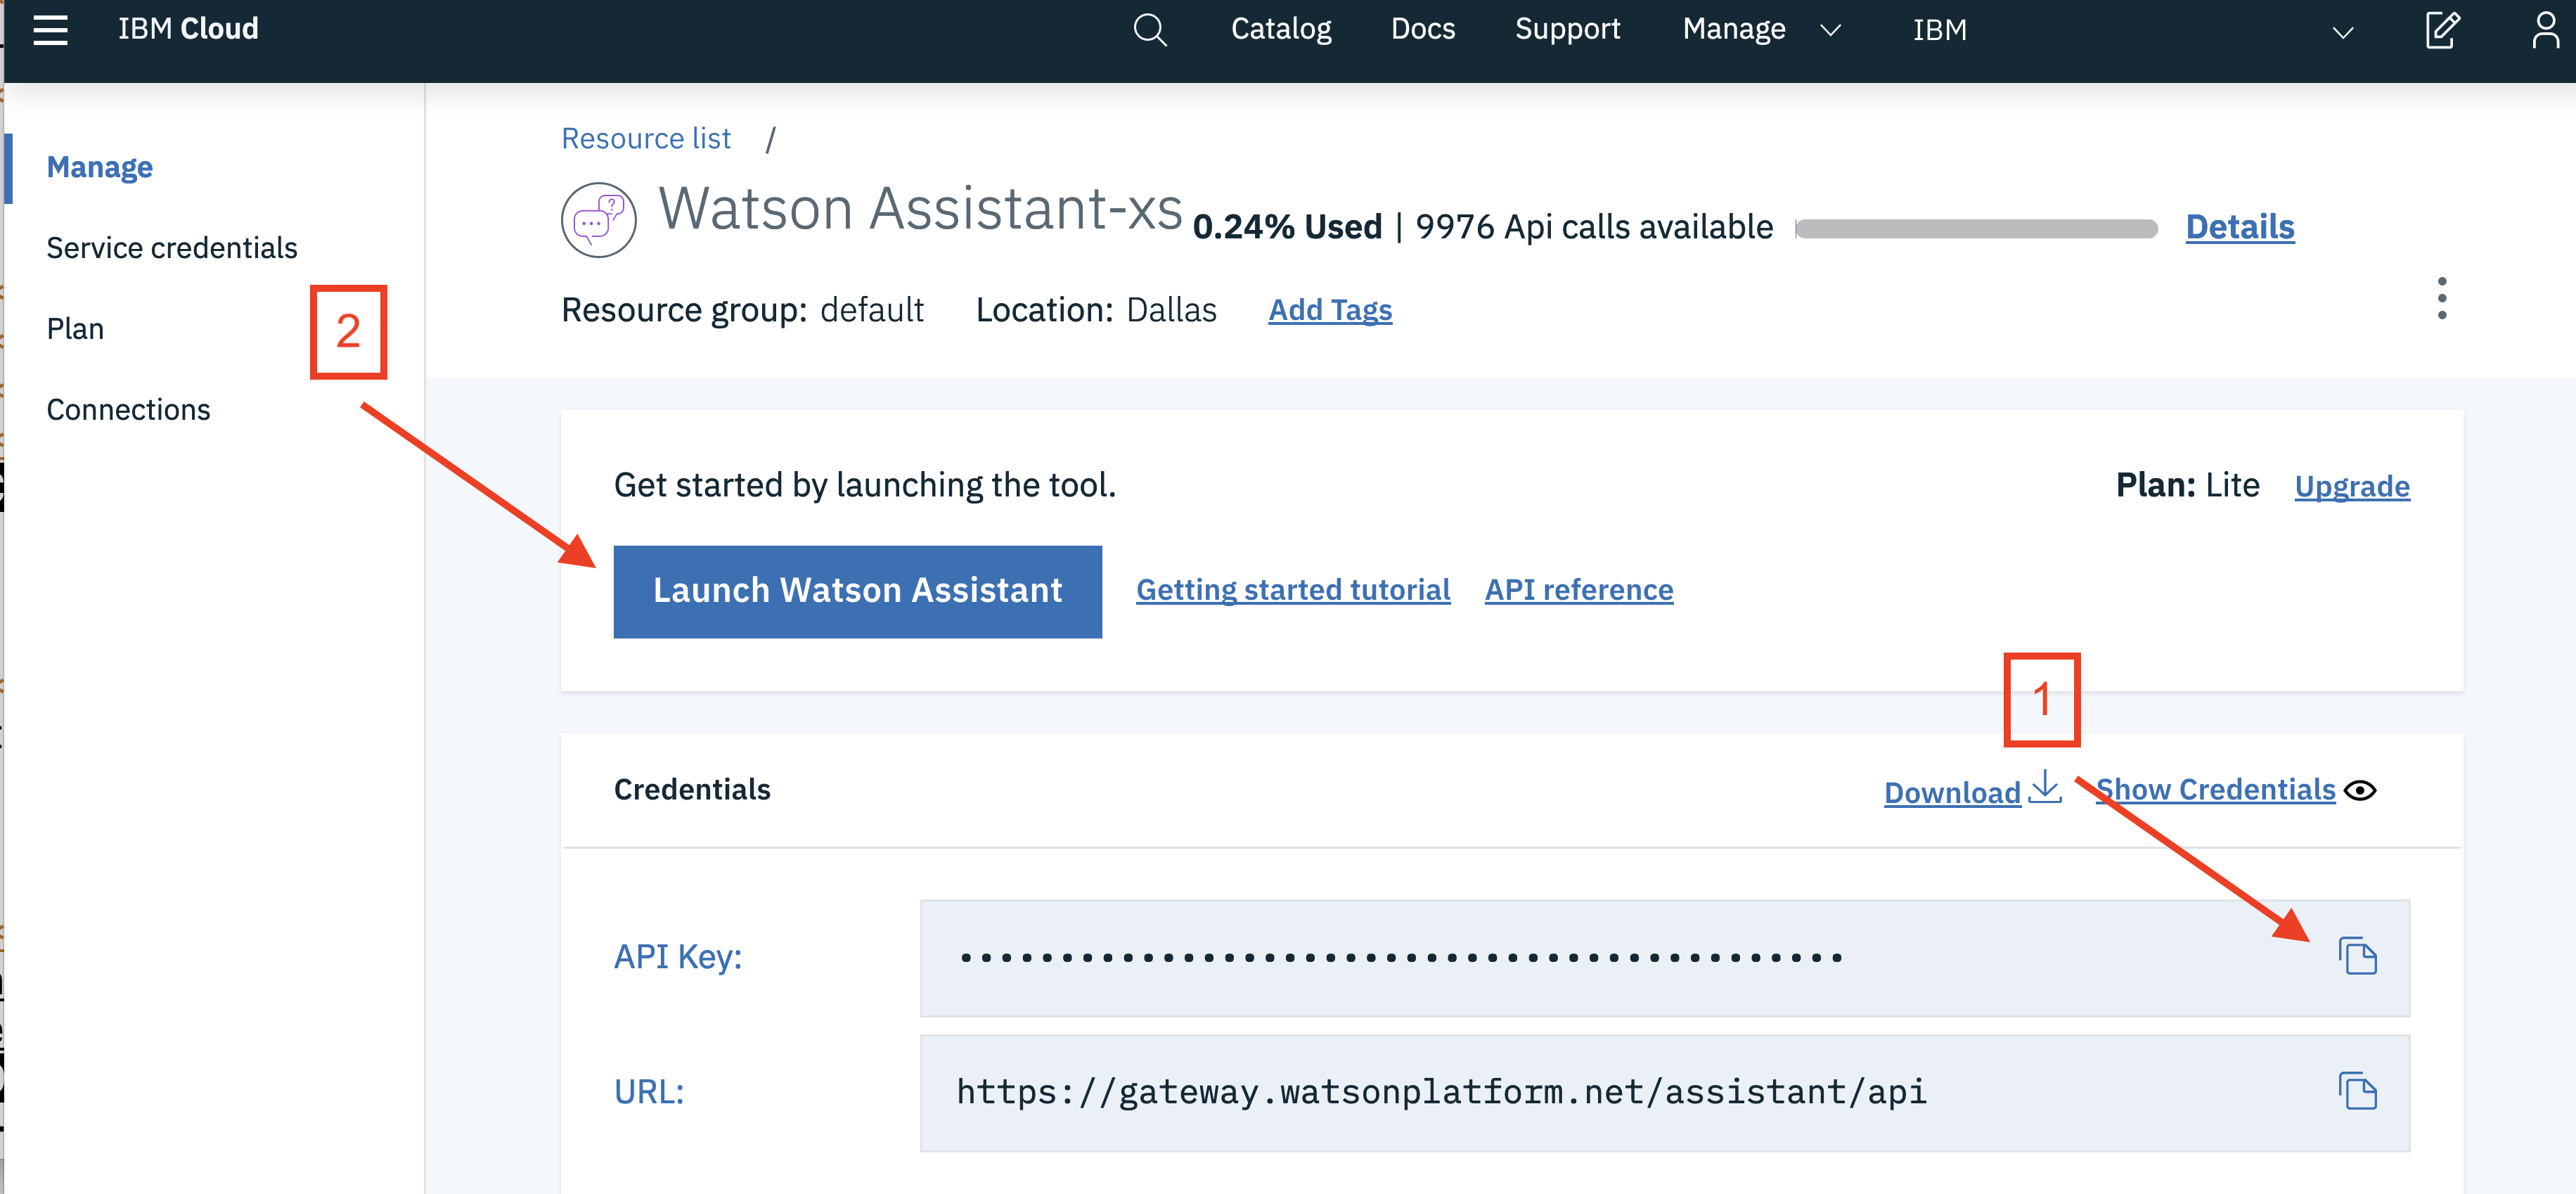 IBM Cloud
Catalog Docs Support Manage IBM
Manage
Service credentials
Plan
Connections
2
Resource list /
Watson Assistant-xs 0.24% Used | 9976 Api calls available Details
Resource group: default Location: Dallas Add Tags
Get started by launching the tool. Plan: Lite Upgrade
Launch Watson Assistant Getting started tutorial API reference
1
Credentials Download Show Credentials
API Key: ••••••••••••••••••••••••••••••••••••••••••••
URL: https://gateway.watsonplatform.net/assistant/api